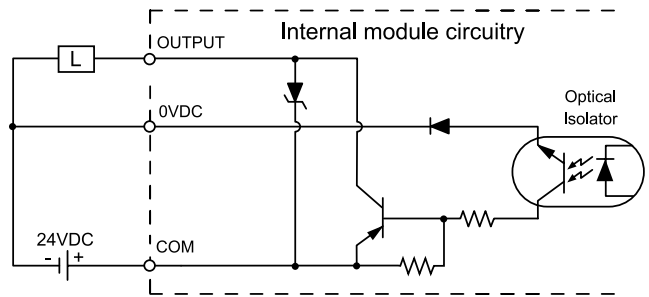 Internal module circuitry
OUTPUT
L
0VDC
Optical
Isolator
24VDC
- +
COM